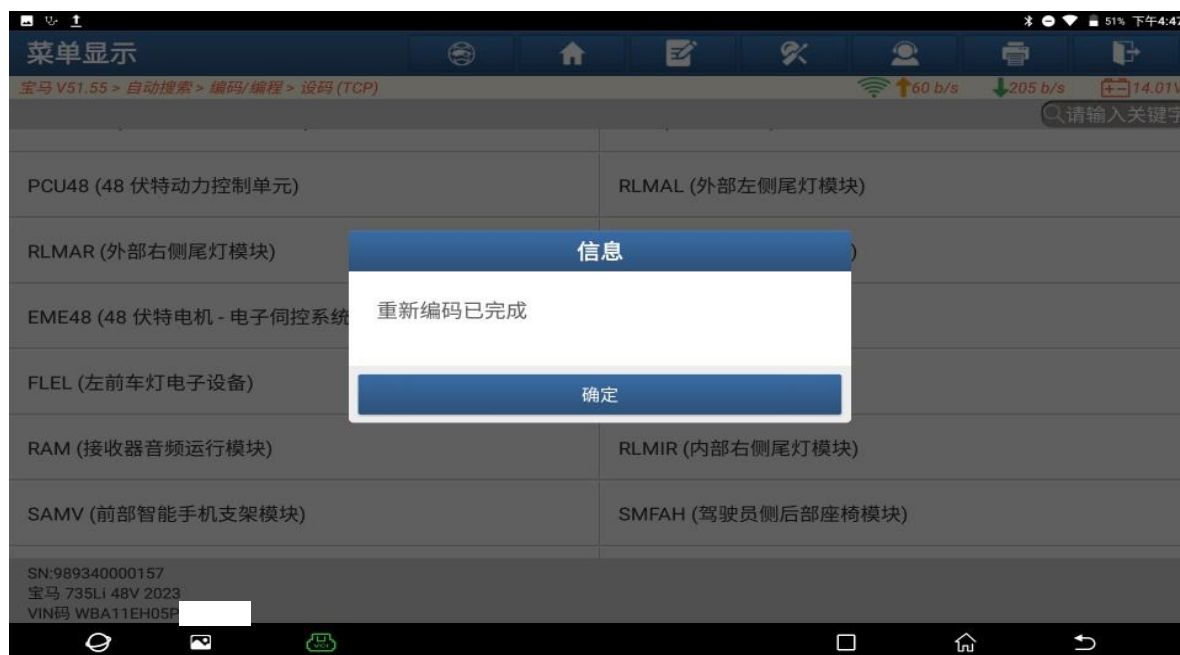 51% 下午4:47
菜单显示
宝马 V51.55 > 自动搜索 > 编码/编程 > 设码 (TCP)
60 b/s 205 b/s 14.01V
请输入关键字
PCU48 (48 伏特动力控制单元)
RLMAL (外部左侧尾灯模块)
RLMAR (外部右侧尾灯模块)
)
信息
重新编码已完成
EME48 (48 伏特电机 - 电子伺控系统
FLEL (左前车灯电子设备)
确定
RAM (接收器音频运行模块)
RLMIR (内部右侧尾灯模块)
SAMV (前部智能手机支架模块)
SMFAH (驾驶员侧后部座椅模块)
SN:989340000157
宝马 735Li 48V 2023
VIN码 WBA11EH05P
VCI